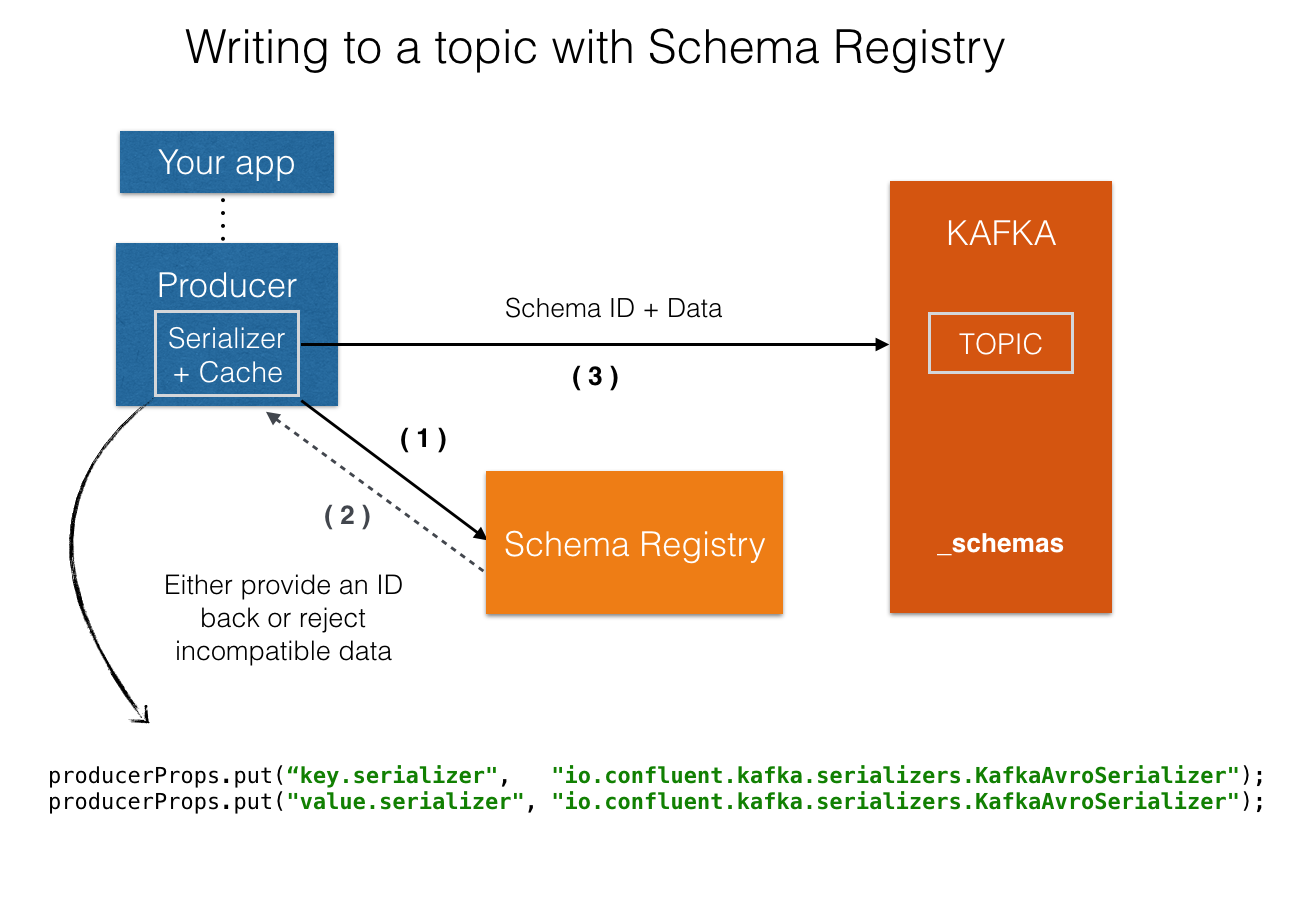 Writing to a topic with Schema Registry
Your app
Producer
Serializer
+ Cache
Schema ID + Data
( 3 )
KAFKA
TOPIC
( 1 )
( 2 )
Schema Registry
_schemas
Either provide an ID
back or reject
incompatible data
producerProps.put(“key.serializer",   "io.confluent.kafka.serializers.KafkaAvroSerializer");
producerProps.put("value.serializer", "io.confluent.kafka.serializers.KafkaAvroSerializer");